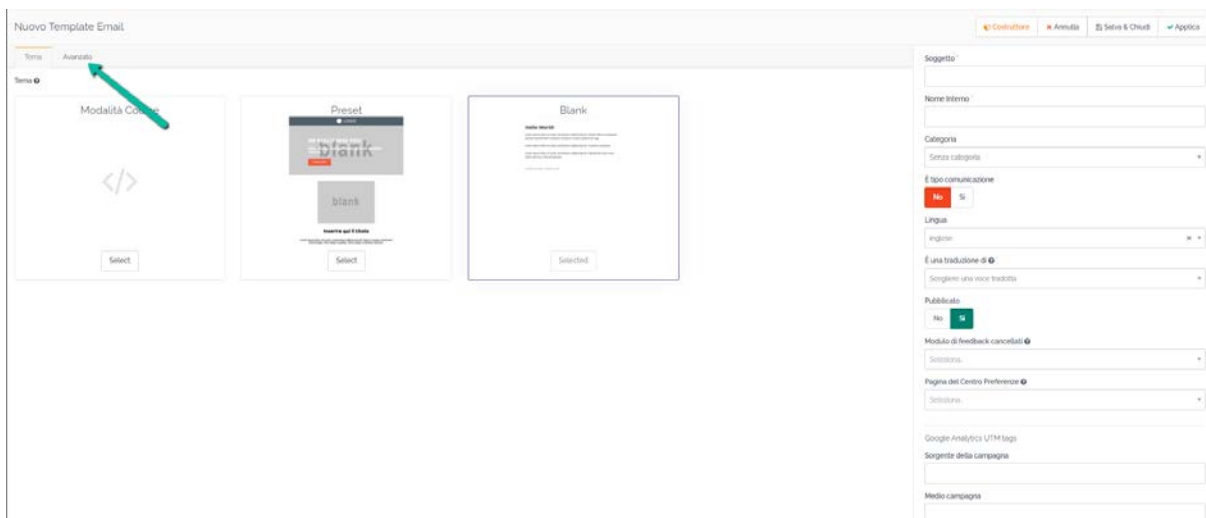 Nuovo Template Email
Costruttore
Annulla
Salva & Chiudi
Applica
Tema
Avanzato
Tema
Modalità Codice
Preset
Blank
blank
blank
Inserire qui il titolo
Hello World!
</>
Select
Select
Selected
Soggetto *
Nome Interno *
Categoria
Senza categoria
È tipo comunicazione
No Sì
Lingua
inglese
È una traduzione di
Scegliere una voce tradotta
Pubblicato
No Sì
Modulo di feedback cancellati
Seleziona...
Pagina del Centro Preferenze
Seleziona...
Google Analytics UTM tags
Sorgente della campagna
Medio campagna